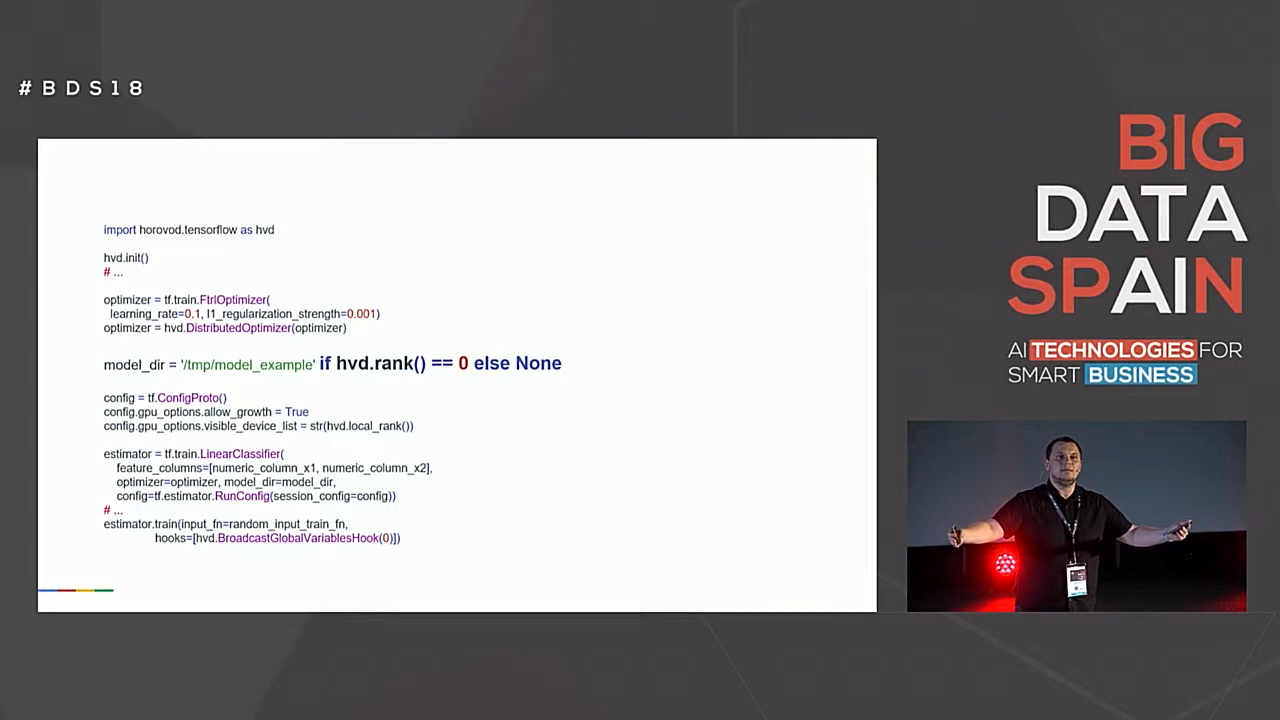 #BDS18
import horovod.tensorflow as hvd
hvd.init()
# ...
optimizer = tf.train.FtrlOptimizer(
learning_rate=0.1, l1_regularization_strength=0.001)
optimizer = hvd.DistributedOptimizer(optimizer)
model_dir = '/tmp/model_example' if hvd.rank() == 0 else None
config = tf.ConfigProto()
config.gpu_options.allow_growth = True
config.gpu_options.visible_device_list = str(hvd.local_rank())
estimator = tf.train.LinearClassifier(
feature_columns=[numeric_column_x1, numeric_column_x2],
optimizer=optimizer, model_dir=model_dir,
config=tf.estimator.RunConfig(session_config=config))
# ...
estimator.train(input_fn=random_input_train_fn,
hooks=[hvd.BroadcastGlobalVariablesHook(0)])
BIG
DATA
SPAIN
AI TECHNOLOGIES FOR
SMART BUSINESS